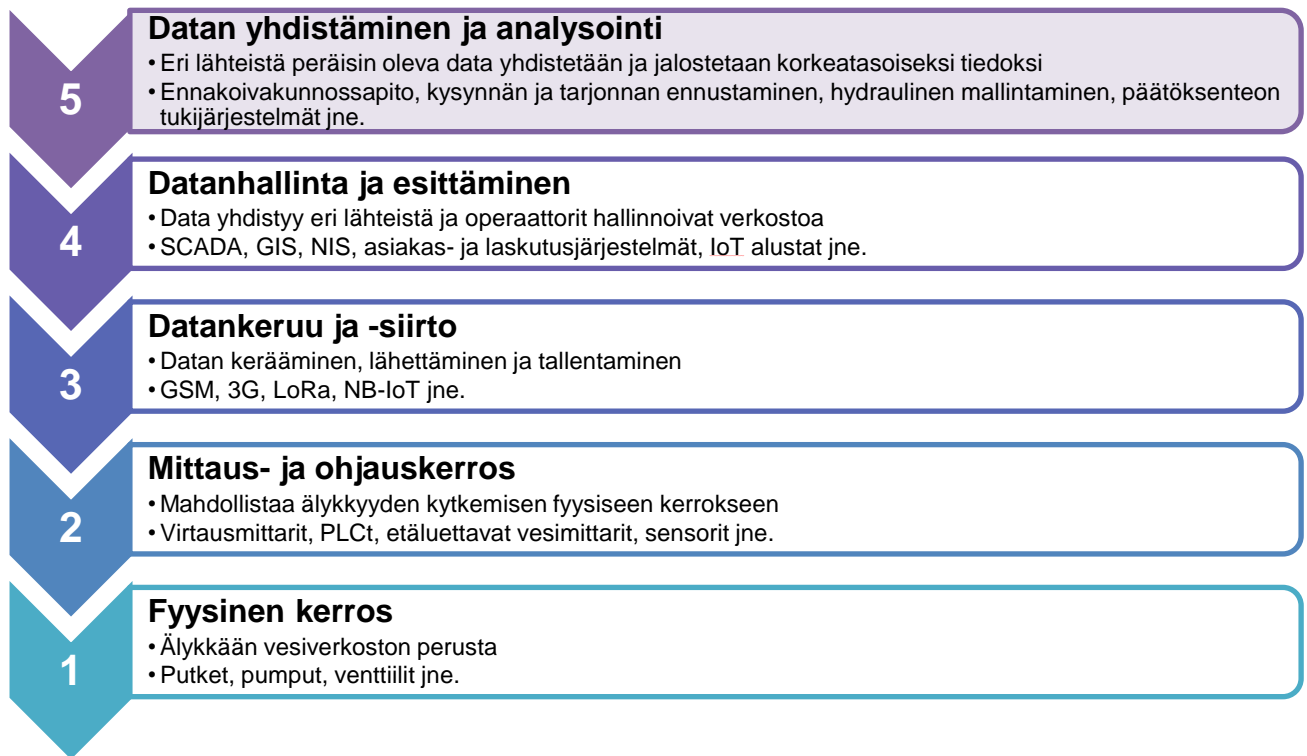 5
Datan yhdistäminen ja analysointi
• Eri lähteistä peräisin oleva data yhdistetään ja jalostetaan korkeatasoiseksi tiedoksi
• Ennakoivakunnossapito, kysynnän ja tarjonnan ennustaminen, hydraulinen mallintaminen, päätöksenteon
tukijärjestelmät jne.
4
Datanhallinta ja esittäminen
• Data yhdistyy eri lähteistä ja operaattorit hallinnoivat verkostoa
• SCADA, GIS, NIS, asiakas- ja laskutusjärjestelmät, IoT alustat jne.
3
Datankeruu ja -siirto
• Datan kerääminen, lähettäminen ja tallentaminen
• GSM, 3G, LoRa, NB-IoT jne.
2
Mittaus- ja ohjauskerros
• Mahdollistaa älykkyyden kytkemisen fyysiseen kerrokseen
• Virtausmittarit, PLCt, etäluettavat vesimittarit, sensorit jne.
1
Fyysinen kerros
• Älykkään vesiverkoston perusta
• Putket, pumput, venttiilit jne.